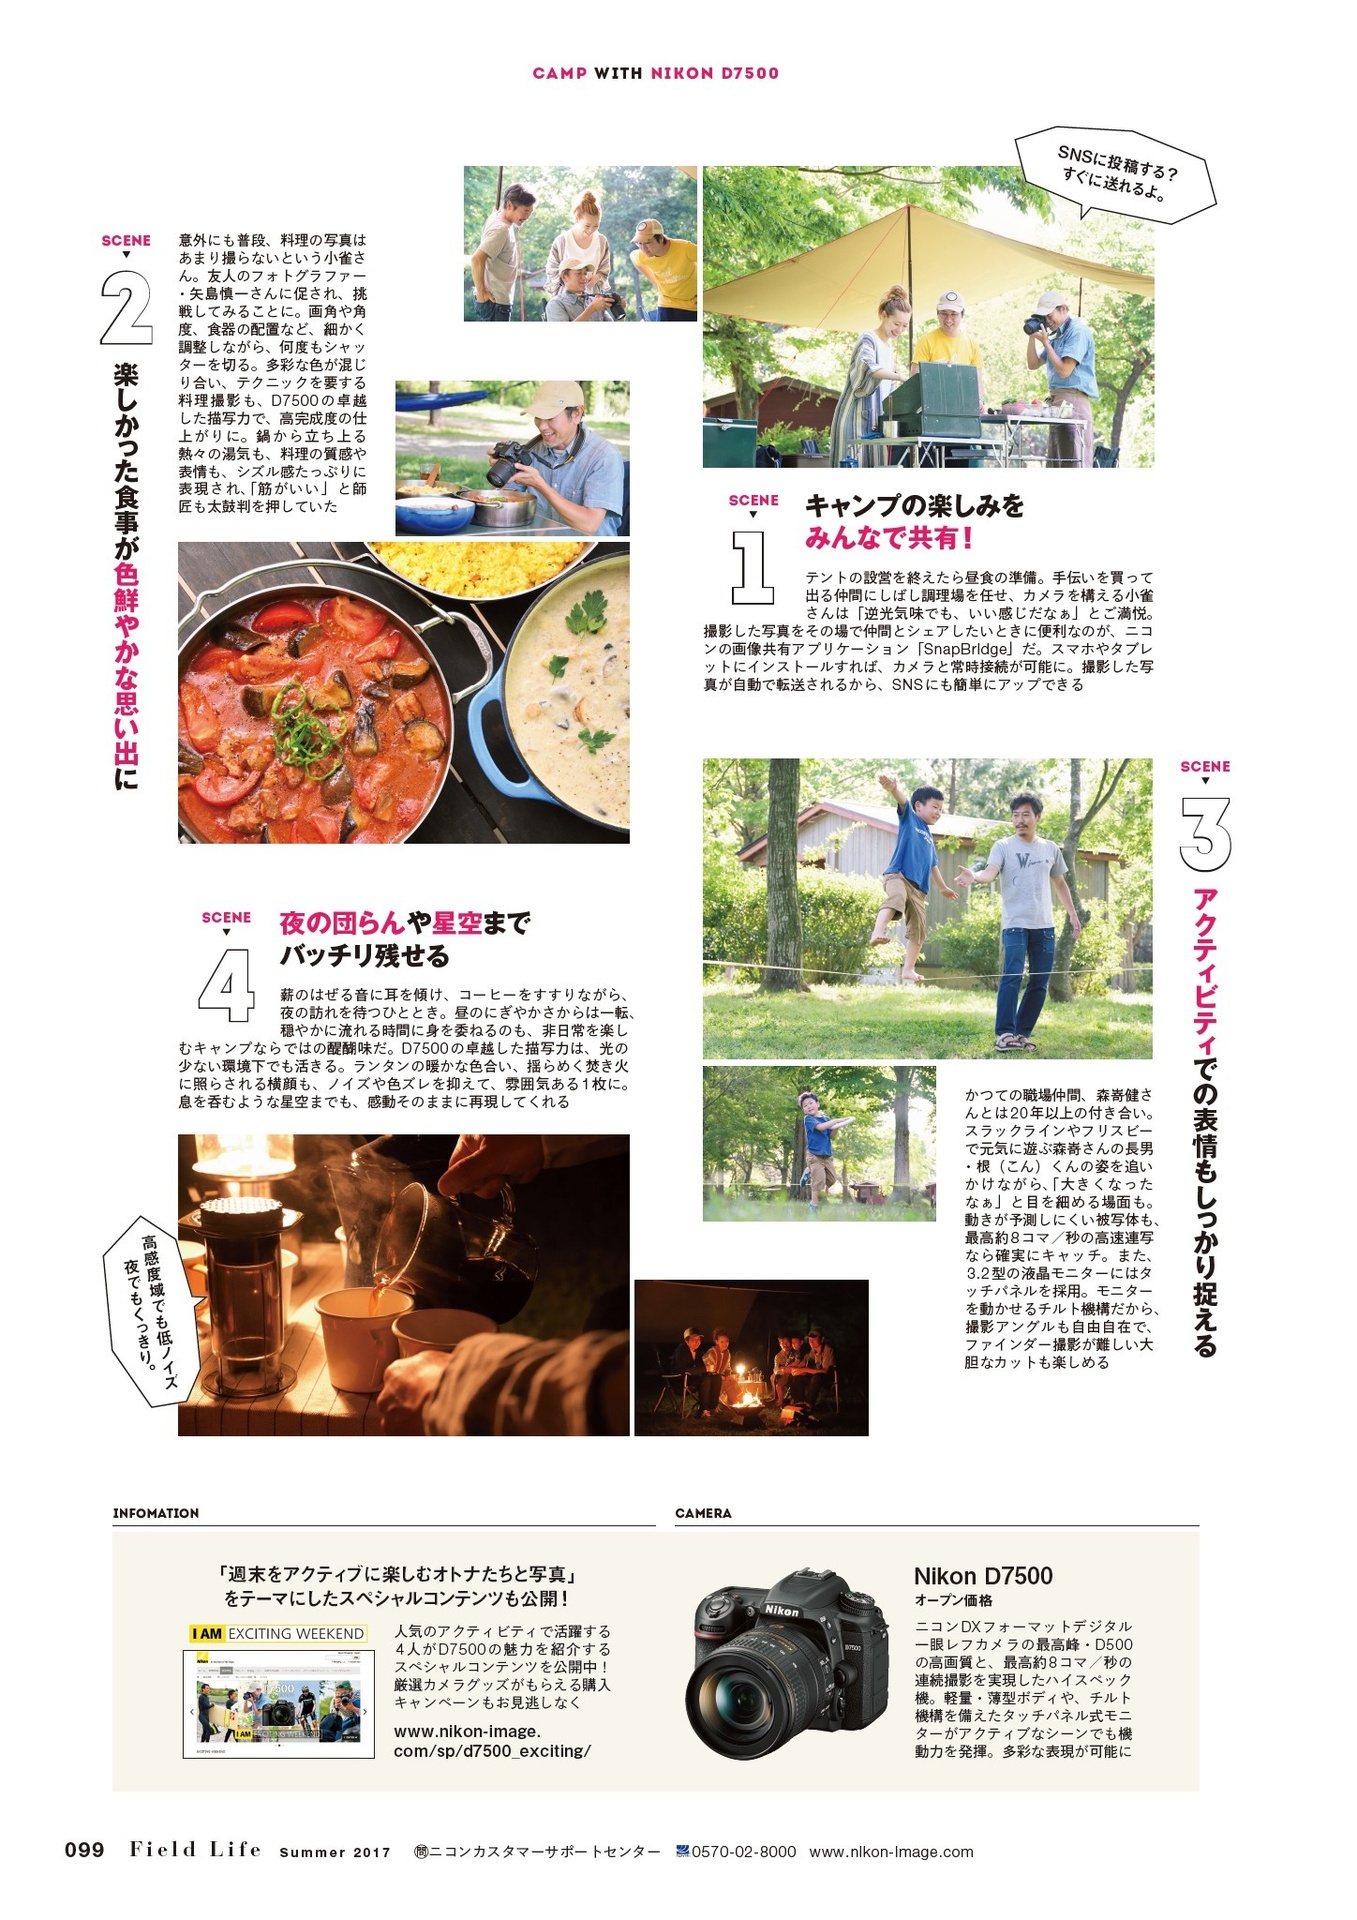 CAMP WITH NIKON D7500
SNSに投稿する?
すぐに送れるよ。
SCENE
1
キャンプの楽しみを
みんなで共有!
テントの設営を終えたら昼食の準備。手伝いを買って
出る仲間にしばし調理場を任せ、カメラを構える小雀
さんは「逆光気味でも、いい感じだなぁ」とご満悦。
撮影した写真をその場で仲間とシェアしたいときに便利なのが、ニコ
ンの画像共有アプリケーション「SnapBridge」だ。スマホやタブレ
ットにインストールすれば、カメラと常時接続が可能に。撮影した写
真が自動で転送されるから、SNSにも簡単にアップできる
SCENE
2
楽しかった食事が色鮮やかな思い出に
意外にも普段、料理の写真は
あまり撮らないという小雀さ
ん。友人のフォトグラファー
・矢島慎一さんに促され、挑
戦してみることに。画角や角
度、食器の配置など、細かく
調整しながら、何度もシャッ
ターを切る。多彩な色が混じ
り合い、テクニックを要する
料理撮影も、D7500の卓越
した描写力で、高完成度の仕
上がりに。鍋から立ち上る
熱々の湯気も、料理の質感や
表情も、シズル感たっぷりに
表現され、「筋がいい」と師
匠も太鼓判を押していた
SCENE
3
アクティビティでの表情もしっかり捉える
かつての職場仲間、森嵜健さ
んとは20年以上の付き合い。
スラックラインやフリスビー
で元気に遊ぶ森嵜さんの長男
・根（こん）くんの姿を追い
かけながら、「大きくなった
なぁ」と目を細める場面も。
動きが予測しにくい被写体も、
最高約8コマ／秒の高速連写
なら確実にキャッチ。また、
3.2型の液晶モニターにはタ
ッチパネルを採用。モニター
を動かせるチルト機構だから、
撮影アングルも自由自在で、
ファインダー撮影が難しい大
胆なカットも楽しめる
SCENE
4
夜の団らんや星空まで
バッチリ残せる
薪のはぜる音に耳を傾け、コーヒーをすすりながら、
夜の訪れを待つひととき。昼のにぎやかさからは一転、
穏やかに流れる時間に身を委ねるのも、非日常を楽し
むキャンプならではの醍醐味だ。D7500の卓越した描写力は、光の
少ない環境下でも活きる。ランタンの暖かな色合い、揺らめく焚き火
に照らされる横顔も、ノイズや色ズレを抑えて、雰囲気ある1枚に。
息を呑むような星空までも、感動そのままに再現してくれる
高感度域でも低ノイズ
夜でもくっきり。
INFOMATION
「週末をアクティブに楽しむオトナたちと写真」
をテーマにしたスペシャルコンテンツも公開!
I AM EXCITING WEEKEND
人気のアクティビティで活躍する
4人がD7500の魅力を紹介する
スペシャルコンテンツを公開中!
厳選カメラグッズがもらえる購入
キャンペーンもお見逃しなく
www.nikon-image.
com/sp/d7500_exciting/
CAMERA
Nikon
D7500
Nikon D7500
オープン価格
ニコンDXフォーマットデジタル
一眼レフカメラの最高峰・D500
の高画質と、最高約8コマ／秒の
連続撮影を実現したハイスペック
機。軽量・薄型ボディや、チルト
機構を備えたタッチパネル式モニ
ターがアクティブなシーンでも機
動力を発揮。多彩な表現が可能に
099 Field Life Summer 2017 ㉄ニコンカスタマーサポートセンター 0570-02-8000 www.nikon-image.com